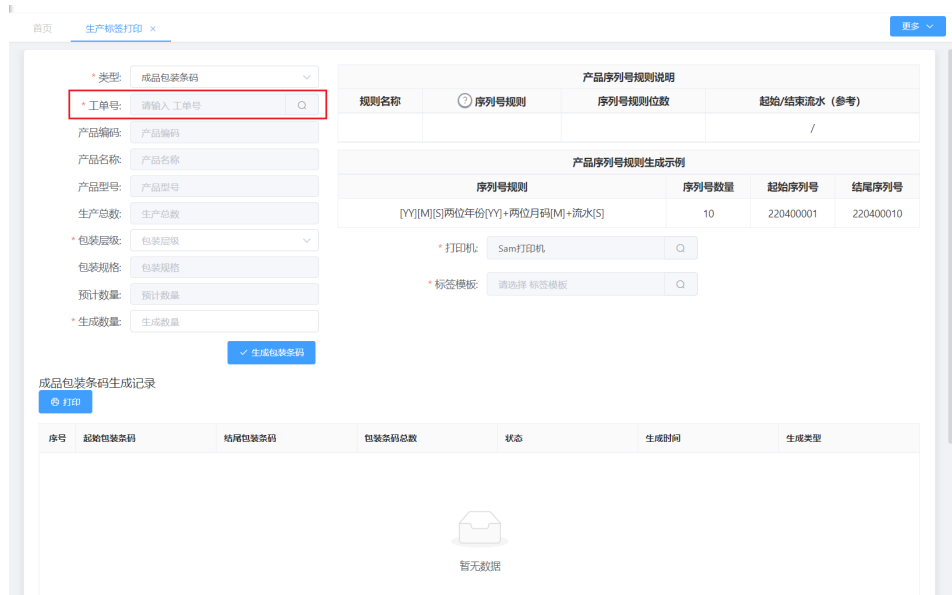 首页
生产标签打印 ×
更多
* 类型: 成品包装条码
* 工单号: 请输入 工单号
产品编码: 产品编码
产品名称: 产品名称
产品型号: 产品型号
生产总数: 生产总数
* 包装层级: 包装层级
包装规格: 包装规格
预计数量: 预计数量
* 生成数量: 生成数量
生成包装条码
产品序列号规则说明
规则名称 ? 序列号规则 序列号规则位数 起始/结束流水（参考）
/
产品序列号规则生成示例
序列号规则 序列号数量 起始序列号 结尾序列号
[YY][M][S]两位年份[YY]+两位月码[M]+流水[S] 10 220400001 220400010
* 打印机: Sam打印机
* 标签模板: 请选择 标签模板
成品包装条码生成记录
打印
序号 起始包装条码 结尾包装条码 包装条码总数 状态 生成时间 生成类型
暂无数据